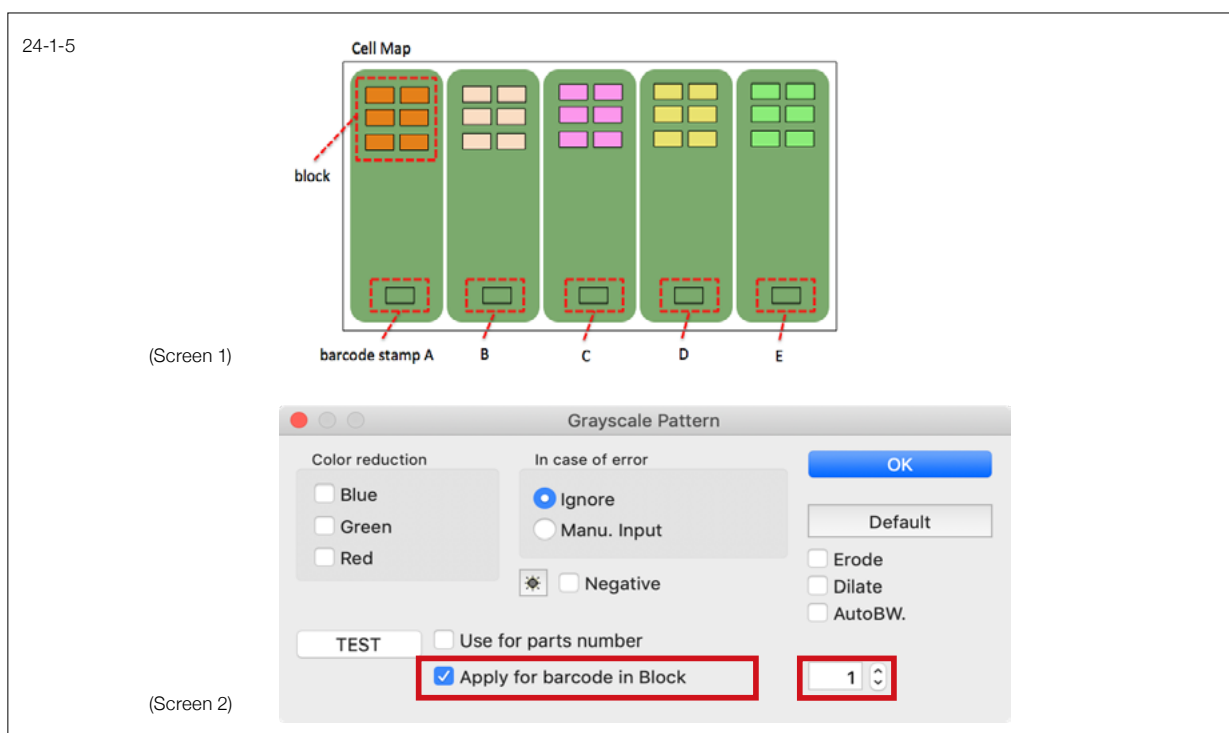 24-1-5
Cell Map
block
barcode stamp A B C D E
(Screen 1)
Grayscale Pattern
Color reduction
Blue
Green
Red
In case of error
Ignore
Manu. Input
Negative
OK
Default
Erode
Dilate
AutoBW.
TEST
Use for parts number
Apply for barcode in Block
1
(Screen 2)